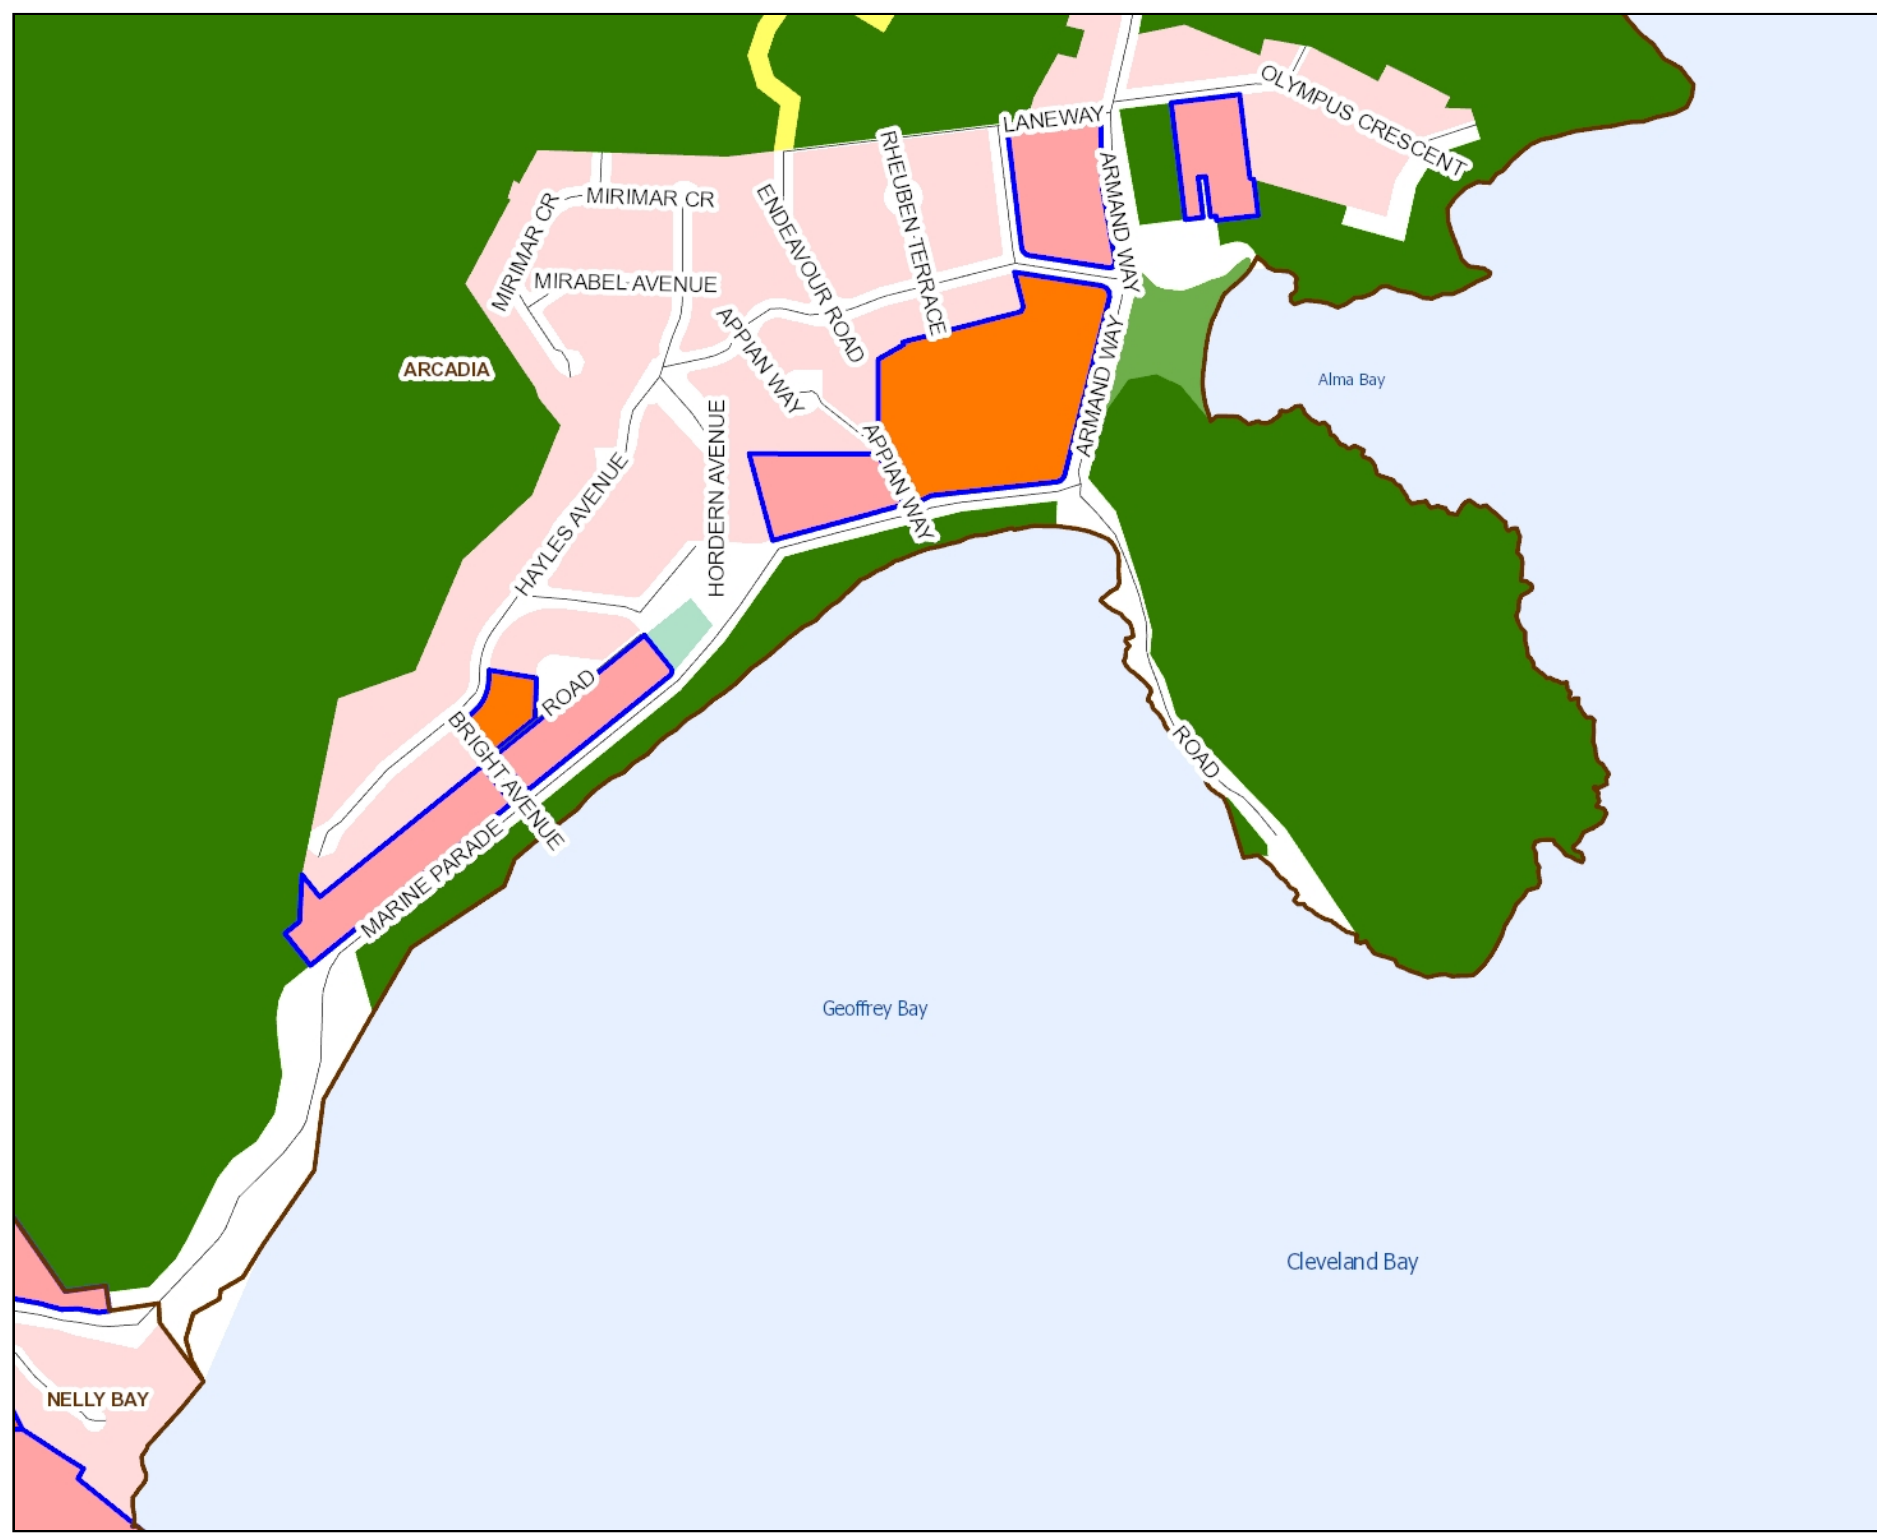 OLYMPUS CRESCENT
LANEWAY
RHEUBEN TERRACE
ARMAND WAY
MIRIMAR CR
MIRIMAR CR
ENDEAVOUR ROAD
MIRABEL AVENUE
APPIAN WAY
ARMAND WAY
ARCADIA
Alma Bay
HORDERN AVENUE
APPIAN WAY
HAYLES AVENUE
ROAD
BRIGHT AVENUE
ROAD
MARINE PARADE
Geoffrey Bay
Cleveland Bay
NELLY BAY